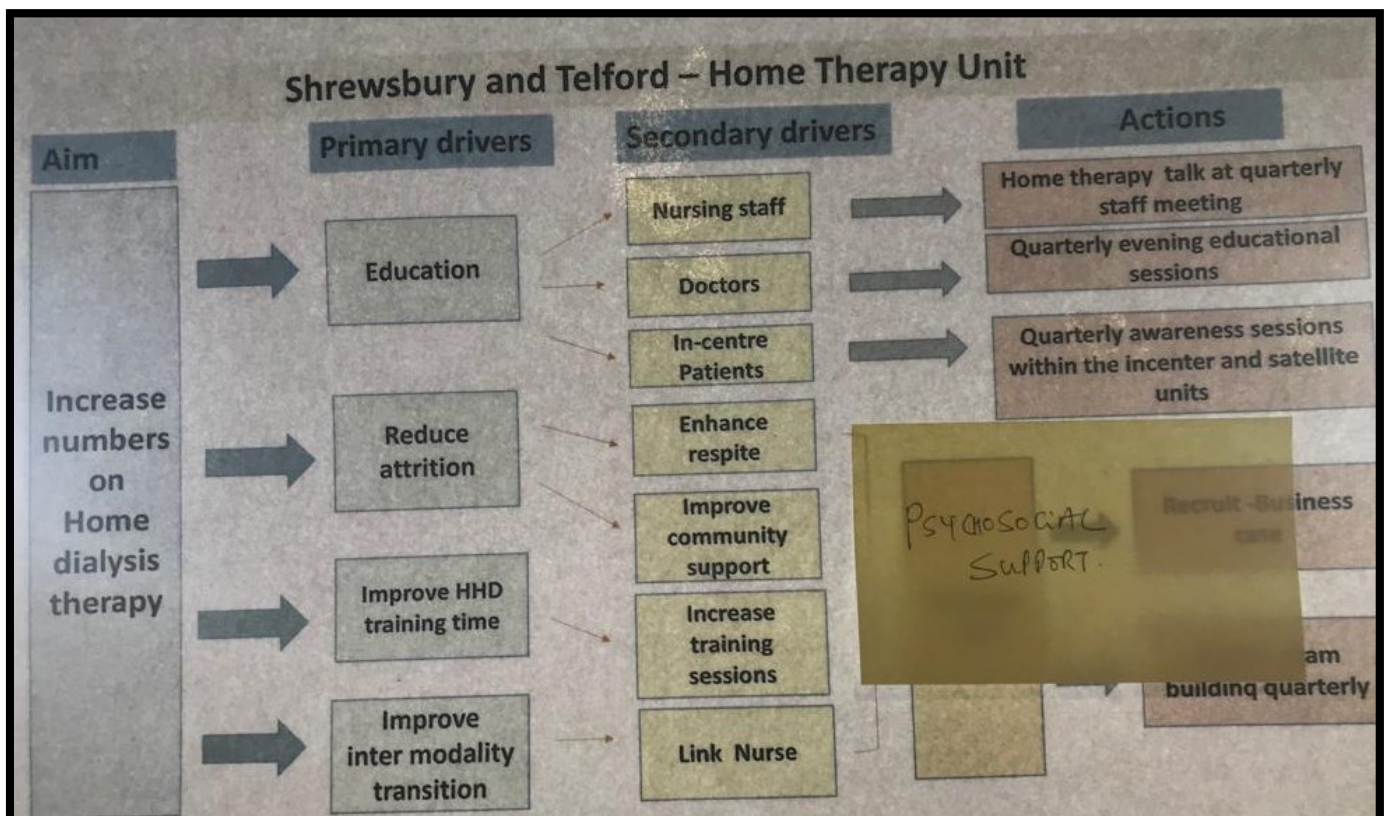 Shrewsbury and Telford – Home Therapy Unit
Aim
Primary drivers
Secondary drivers
Actions
Increase
numbers
on
Home
dialysis
therapy
Education
Reduce
attrition
Improve HHD
training time
Improve
inter modality
transition
Nursing staff
Doctors
In-centre
Patients
Enhance
respite
Improve
community
support
Increase
training
sessions
Link Nurse
Home therapy talk at quarterly
staff meeting
Quarterly evening educational
sessions
Quarterly awareness sessions
within the incenter and satellite
units
PSYCHOSOCIAL
SUPPORT.
Recruit -Business
case
am
building quarterly